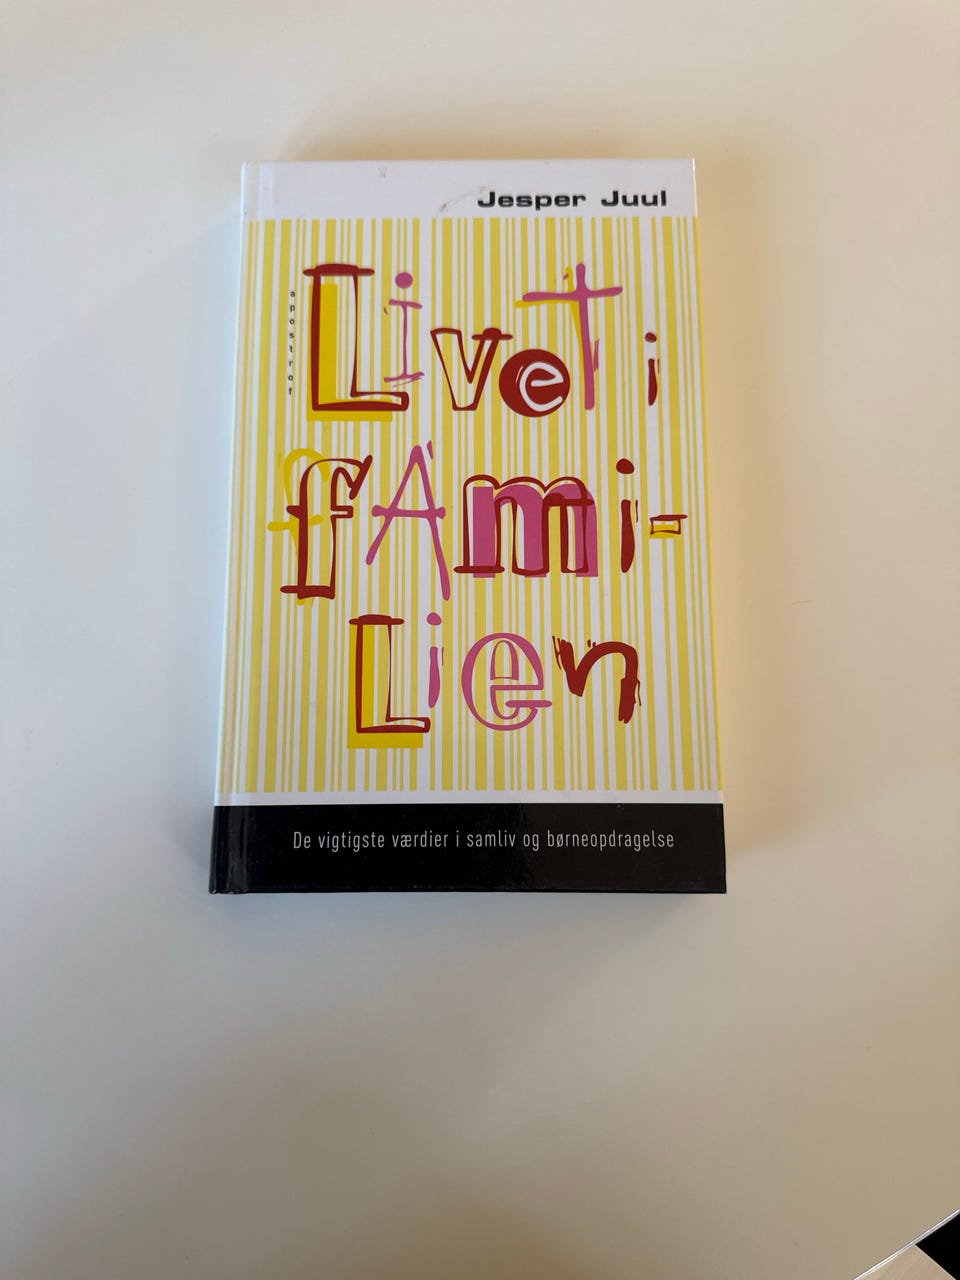 Jesper Juul
apostrof
Livet i
fAmi-
Lien
De vigtigste værdier i samliv og børneopdragelse